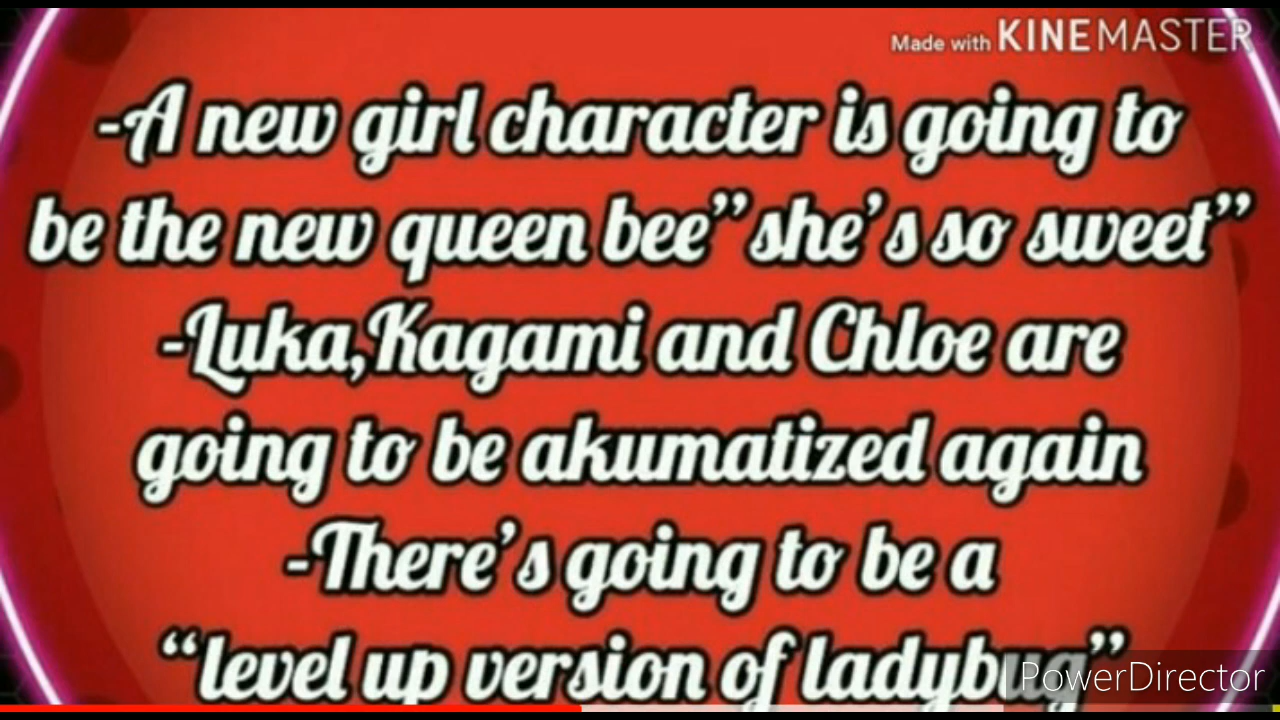 Made with KINEMASTER
-A new girl character is going to
be the new queen bee”she’s so sweet”
-Luka,Kagami and Chloe are
going to be akumatized again
-There’s going to be a
“level up version of ladybug”
PowerDirector